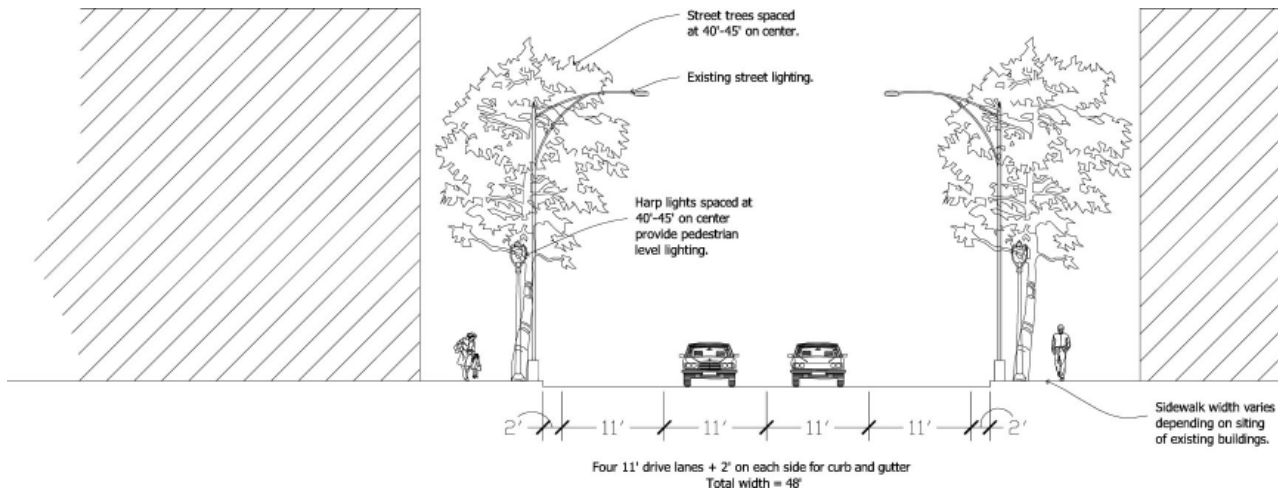 Street trees spaced
at 40'-45' on center.
Existing street lighting.
Harp lights spaced at
40'-45' on center
provide pedestrian
level lighting.
Sidewalk width varies
depending on siting
of existing buildings.
2' 11' 11' 11' 11' 2'
Four 11' drive lanes + 2' on each side for curb and gutter
Total width = 48'